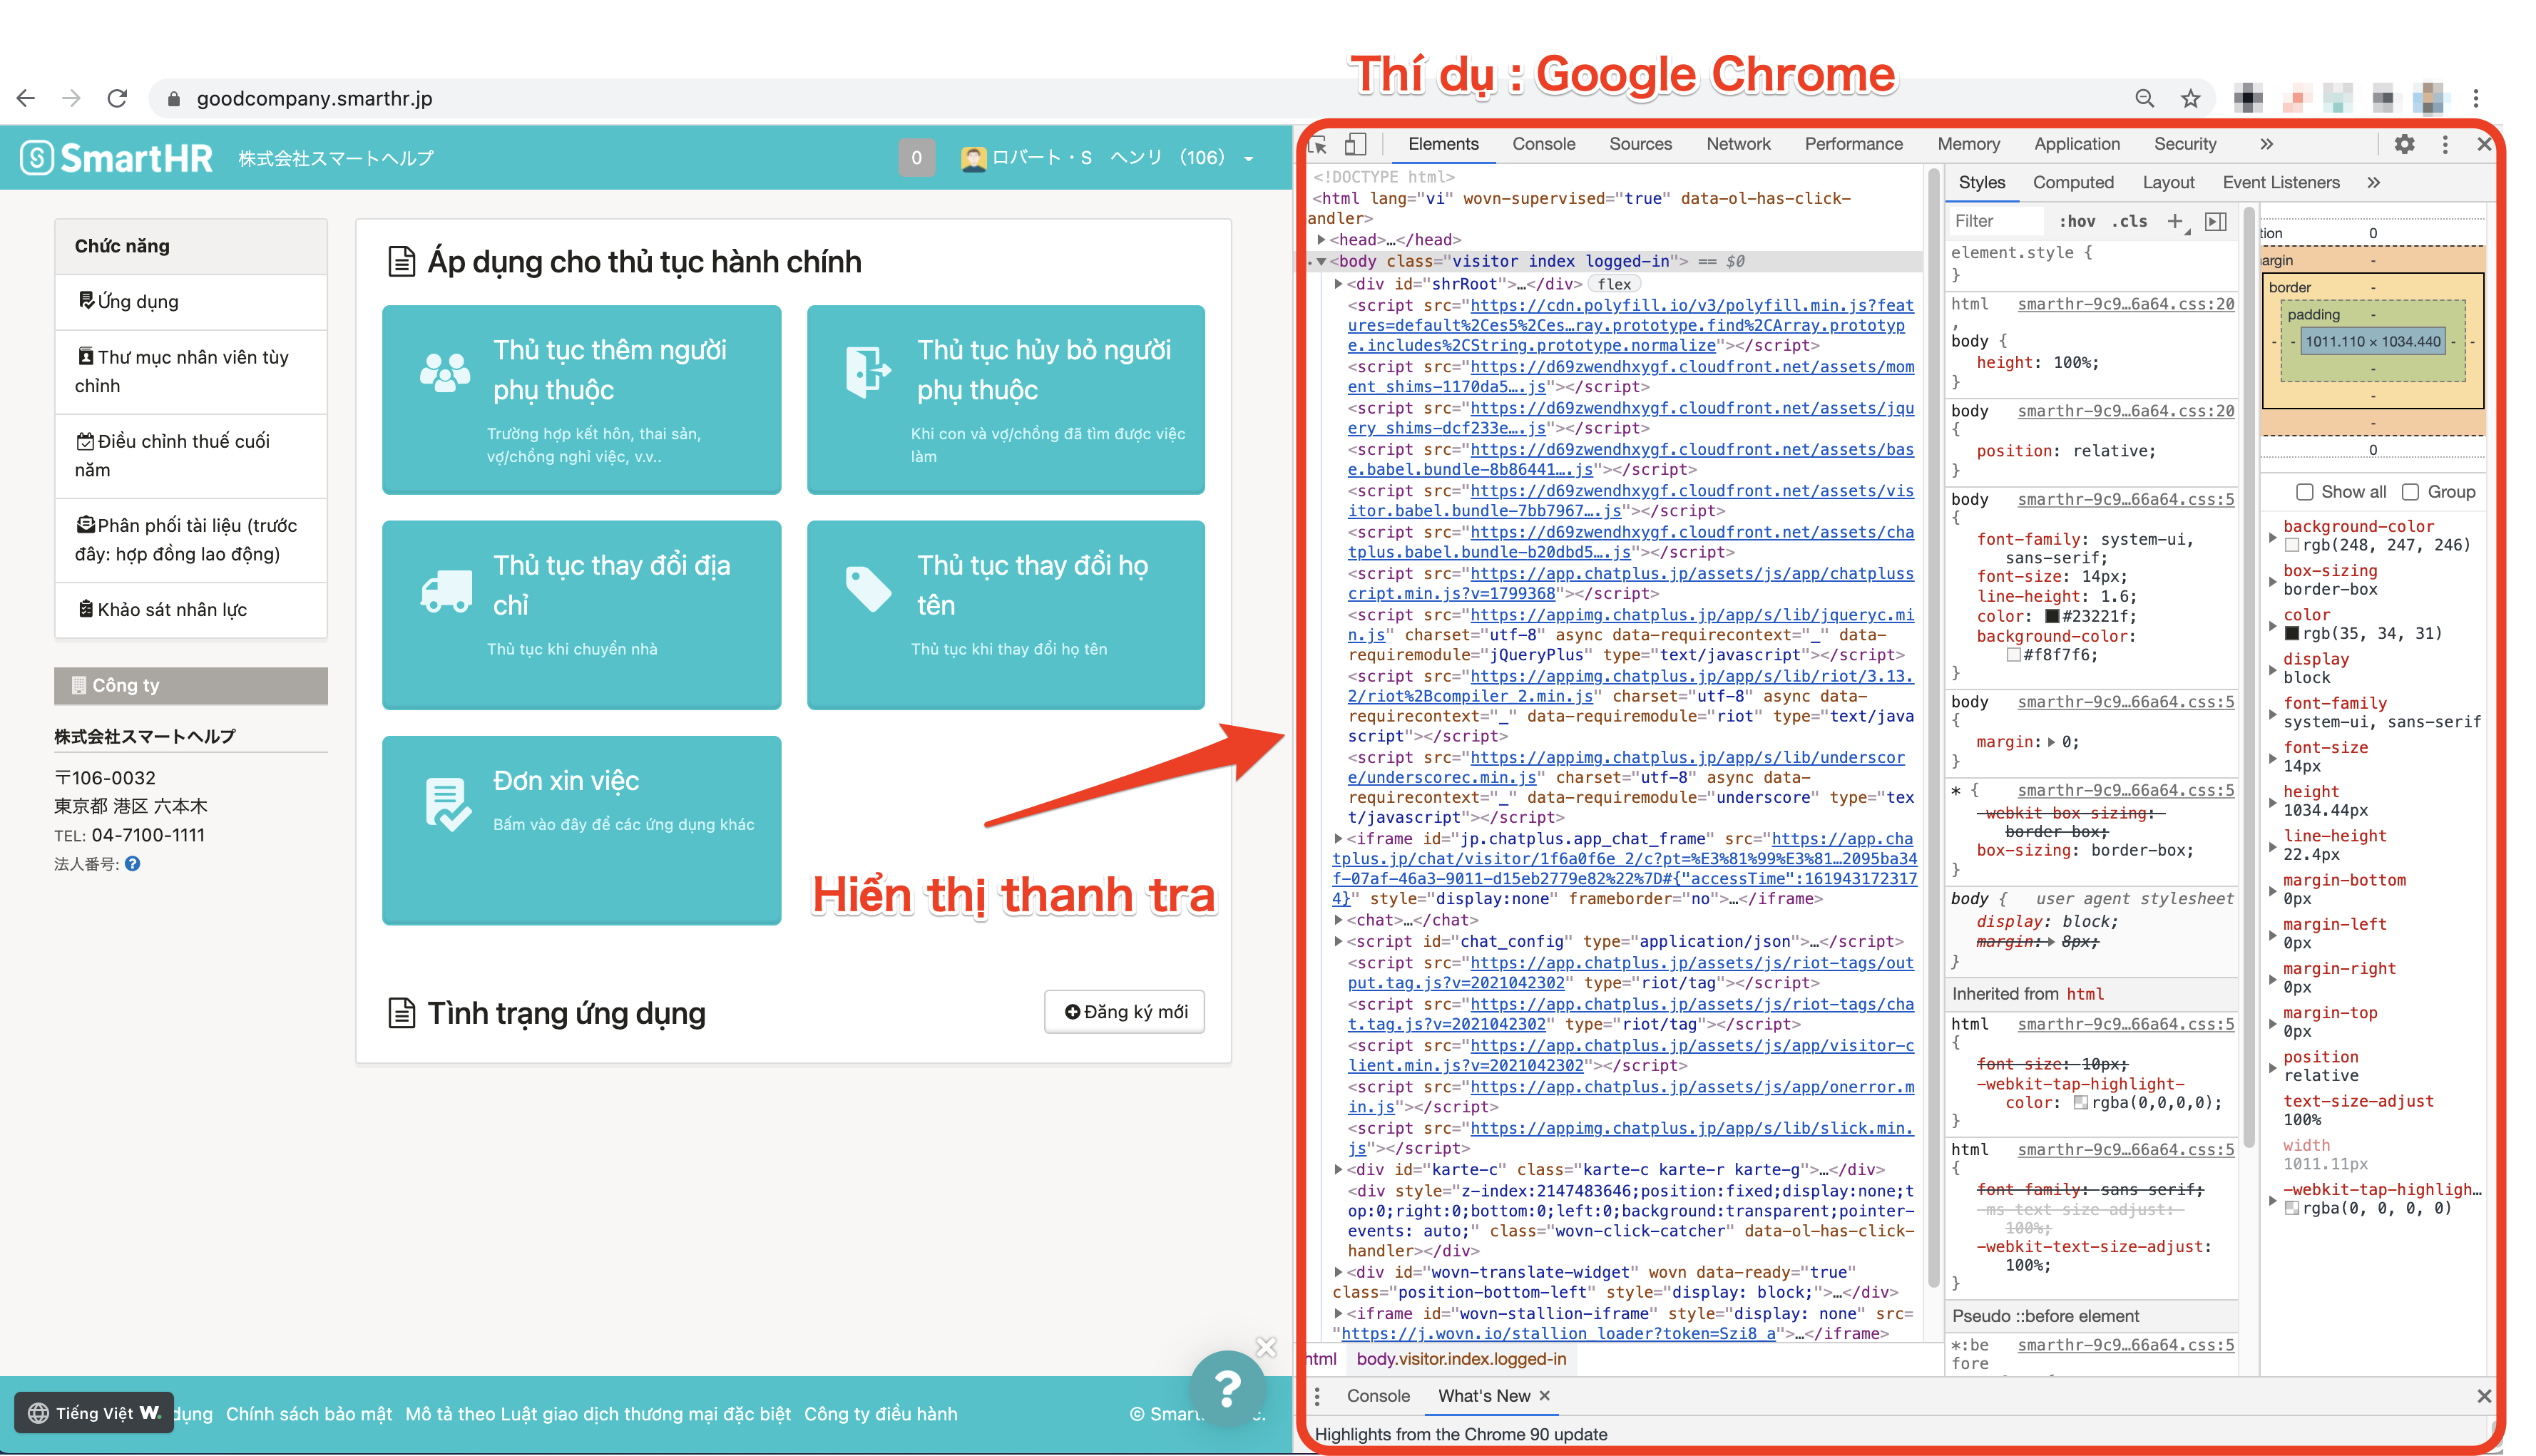 Thí dụ : Google Chrome
goodcompany.smarthr.jp
SmartHR
株式会社スマートヘルプ
0
ロバート・S ヘンリ （106）
Chức năng
Ứng dụng
Thư mục nhân viên tùy
chỉnh
Điều chỉnh thuế cuối
năm
Phân phối tài liệu (trước
đây: hợp đồng lao động)
Khảo sát nhân lực
Công ty
株式会社スマートヘルプ
〒106-0032
東京都 港区 六本木
TEL: 04-7100-1111
法人番号:
Áp dụng cho thủ tục hành chính
Thủ tục thêm người
phụ thuộc
Trường hợp kết hôn, thai sản,
vợ/chồng nghỉ việc, v.v..
Thủ tục hủy bỏ người
phụ thuộc
Khi con và vợ/chồng đã tìm được việc
làm
Thủ tục thay đổi địa
chỉ
Thủ tục khi chuyển nhà
Thủ tục thay đổi họ
tên
Thủ tục khi thay đổi họ tên
Đơn xin việc
Bấm vào đây để các ứng dụng khác
Hiển thị thanh tra
Tình trạng ứng dụng
Đăng ký mới
Tiếng Việt W.
dụng Chính sách bảo mật Mô tả theo Luật giao dịch thương mại đặc biệt Công ty điều hành
© Smar
?
Elements Console Sources Network Performance Memory Application Security »
<!DOCTYPE html>
<html lang="vi" wovn-supervised="true" data-ol-has-click-
andler>
<head>…</head>
<body class="visitor index logged-in"> == $0
<div id="shrRoot">…</div> flex
<script src="https://cdn.polyfill.io/v3/polyfill.min.js?feat
ures=default%2Ces5%2Ces…ray.prototype.find%2CArray.prototyp
e.includes%2CString.prototype.normalize"></script>
<script src="https://d69zwendhxygf.cloudfront.net/assets/mom
ent_shims-1170da5….js"></script>
<script src="https://d69zwendhxygf.cloudfront.net/assets/jqu
ery_shims-dcf233e….js"></script>
<script src="https://d69zwendhxygf.cloudfront.net/assets/bas
e.babel.bundle-8b86441….js"></script>
<script src="https://d69zwendhxygf.cloudfront.net/assets/vis
itor.babel.bundle-7bb7967….js"></script>
<script src="https://d69zwendhxygf.cloudfront.net/assets/cha
tplus.babel.bundle-b20dbd5….js"></script>
<script src="https://app.chatplus.jp/assets/js/app/chatpluss
cript.min.js?v=1799368"></script>
<script src="https://appimg.chatplus.jp/app/s/lib/jqueryc.mi
n.js" charset="utf-8" async data-requirecontext="_" data-
requiremodule="jQueryPlus" type="text/javascript"></script>
<script src="https://appimg.chatplus.jp/app/s/lib/riot/3.13.
2/riot%2Bcompiler_2.min.js" charset="utf-8" async data-
requirecontext="_" data-requiremodule="riot" type="text/java
script"></script>
<script src="https://appimg.chatplus.jp/app/s/lib/underscor
e/underscorec.min.js" charset="utf-8" async data-
requirecontext="_" data-requiremodule="underscore" type="tex
t/javascript"></script>
<iframe id="jp.chatplus.app_chat_frame" src="https://app.cha
tplus.jp/chat/visitor/1f6a0f6e_2/c?pt=%E3%81%99%E3%81…2095ba34
f-07af-46a3-9011-d15eb2779e82%22%7D#{"accessTime":161943172317
4}" style="display:none" frameborder="no">…</iframe>
<chat>…</chat>
<script id="chat_config" type="application/json">…</script>
<script src="https://app.chatplus.jp/assets/js/riot-tags/out
put.tag.js?v=2021042302" type="riot/tag"></script>
<script src="https://app.chatplus.jp/assets/js/riot-tags/cha
t.tag.js?v=2021042302" type="riot/tag"></script>
<script src="https://app.chatplus.jp/assets/js/app/visitor-c
lient.min.js?v=2021042302"></script>
<script src="https://app.chatplus.jp/assets/js/app/onerror.m
in.js"></script>
<script src="https://appimg.chatplus.jp/app/s/lib/slick.min.
js"></script>
<div id="karte-c" class="karte-c karte-r karte-g">…</div>
<div style="z-index:2147483646;position:fixed;display:none;t
op:0;right:0;bottom:0;left:0;background:transparent;pointer-
events: auto;" class="wovn-click-catcher" data-ol-has-click-
handler></div>
<div id="wovn-translate-widget" wovn data-ready="true"
class="position-bottom-left" style="display: block;">…</div>
<iframe id="wovn-stallion-iframe" style="display: none" src=
"https://j.wovn.io/stallion_loader?token=Szi8_a">…</iframe>
html body.visitor.index.logged-in
Styles Computed Layout Event Listeners »
Filter :hov .cls
element.style {
}
html smarthr-9c9…6a64.css:20
,
body {
height: 100%;
}
body smarthr-9c9…6a64.css:20
{
position: relative;
}
body smarthr-9c9…66a64.css:5
{
font-family: system-ui,
sans-serif;
font-size: 14px;
line-height: 1.6;
color: #23221f;
background-color:
#f8f7f6;
}
body smarthr-9c9…66a64.css:5
{
margin: 0;
}
* { smarthr-9c9…66a64.css:5
-webkit-box-sizing:
border-box;
box-sizing: border-box;
}
body { user agent stylesheet
display: block;
margin: 8px;
}
Inherited from html
html smarthr-9c9…66a64.css:5
{
font-size: 10px;
-webkit-tap-highlight-
color: rgba(0,0,0,0);
}
html smarthr-9c9…66a64.css:5
{
font-family: sans-serif;
-ms-text-size-adjust:
100%;
-webkit-text-size-adjust:
100%;
}
Pseudo ::before element
*:be smarthr-9c9…66a64.css:5
fore
tion 0
argin -
border -
padding -
- - 1011.110 × 1034.440 - -
-
-
-
0
Show all Group
background-color
rgb(248, 247, 246)
box-sizing
border-box
color
rgb(35, 34, 31)
display
block
font-family
system-ui, sans-serif
font-size
14px
height
1034.44px
line-height
22.4px
margin-bottom
0px
margin-left
0px
margin-right
0px
margin-top
0px
position
relative
text-size-adjust
100%
width
1011.11px
-webkit-tap-highligh…
rgba(0, 0, 0, 0)
Console What's New ×
Highlights from the Chrome 90 update